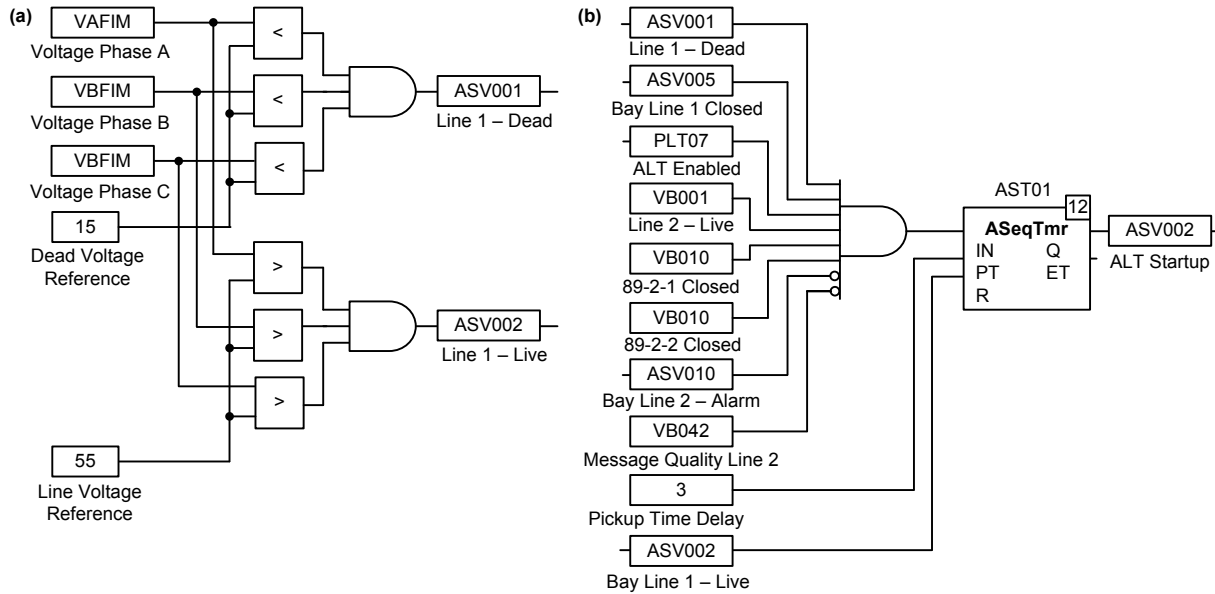 (a)
VAFIM
Voltage Phase A
VBFIM
Voltage Phase B
VBFIM
Voltage Phase C
15
Dead Voltage
Reference
<
<
<
ASV001
Line 1 – Dead
>
>
>
ASV002
Line 1 – Live
55
Line Voltage
Reference
(b)
ASV001
Line 1 – Dead
ASV005
Bay Line 1 Closed
PLT07
ALT Enabled
VB001
Line 2 – Live
VB010
89-2-1 Closed
VB010
89-2-2 Closed
ASV010
Bay Line 2 – Alarm
VB042
Message Quality Line 2
3
Pickup Time Delay
ASV002
Bay Line 1 – Live
AST01
12
ASeqTmr
IN Q
PT ET
R
ASV002
ALT Startup